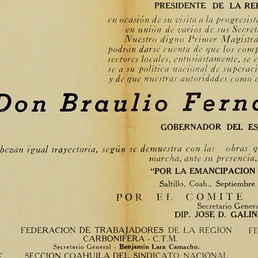 PRESIDENTE DE LA RE
en ocasión de su visita a la progresista
en unión de varios de sus Secre
Nuestro digno Primer Magistra
podrán darse cuenta de que los comp
sectores locales, entusiastamente, se e
se a su política nacional de superaci
y de que nuestras autoridades como e
Don Braulio Ferna
GOBERNADOR DEL ES
bezan igual trayectoria, según se demuestra con las obras q
marcha, ante su presencia,
"POR LA EMANCIPACION
Saltillo, Coah., Septiembre
POR EL COMITE
Secretario Genera
DIP. JOSE D. GALIN
FEDERACION DE TRABAJADORES DE LA REGION
CARBONIFERA - C.T.M.
Secretario General - Benjamín Lara Camacho.
FE
SECCION COAHUILA DEL SINDICATO NACIONAL